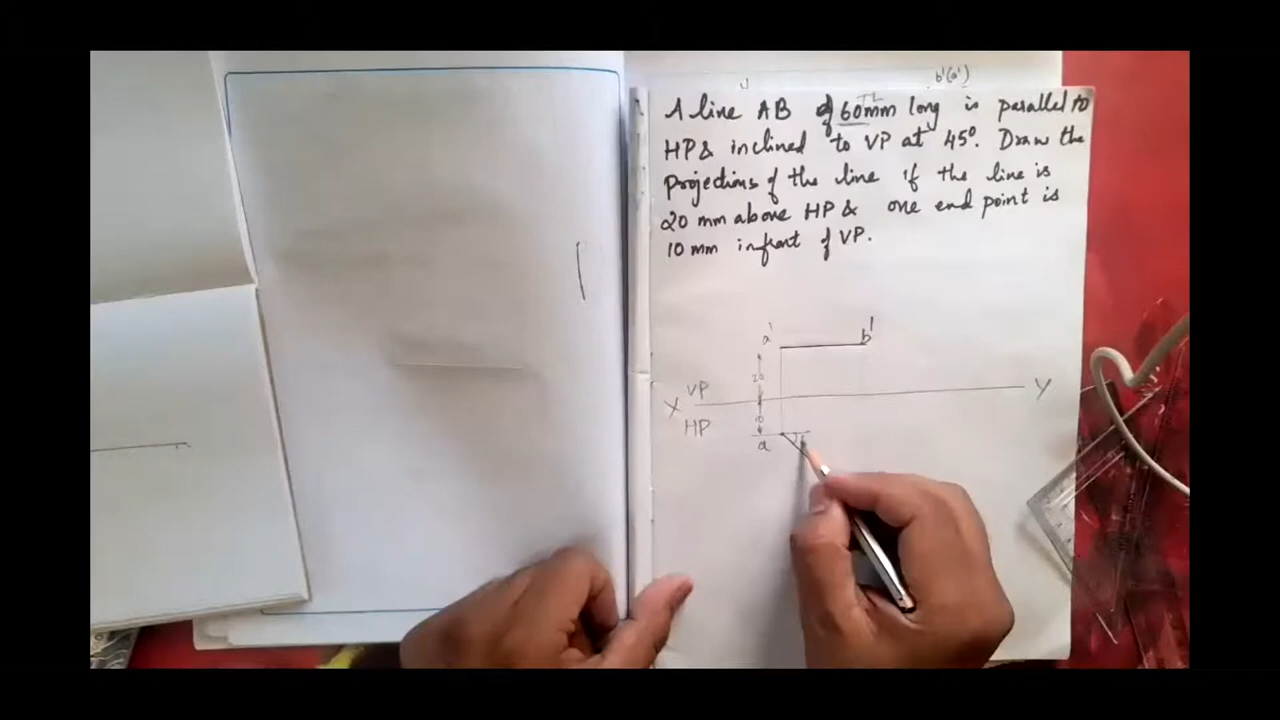 b'(a')
TL
A line AB of 60mm long is parallel to
HP & inclined to VP at 45°. Draw the
projections of the line if the line is
20 mm above HP & one end point is
10 mm infront of VP.
a' b'
20
VP
X Y
10
HP
a